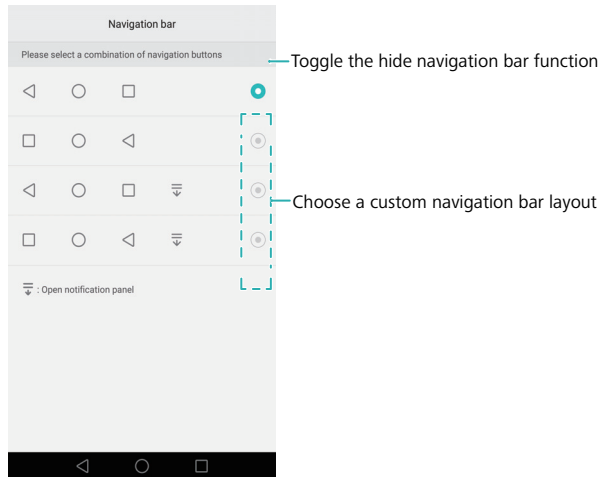 Navigation bar
Please select a combination of navigation buttons
Toggle the hide navigation bar function
Choose a custom navigation bar layout
: Open notification panel